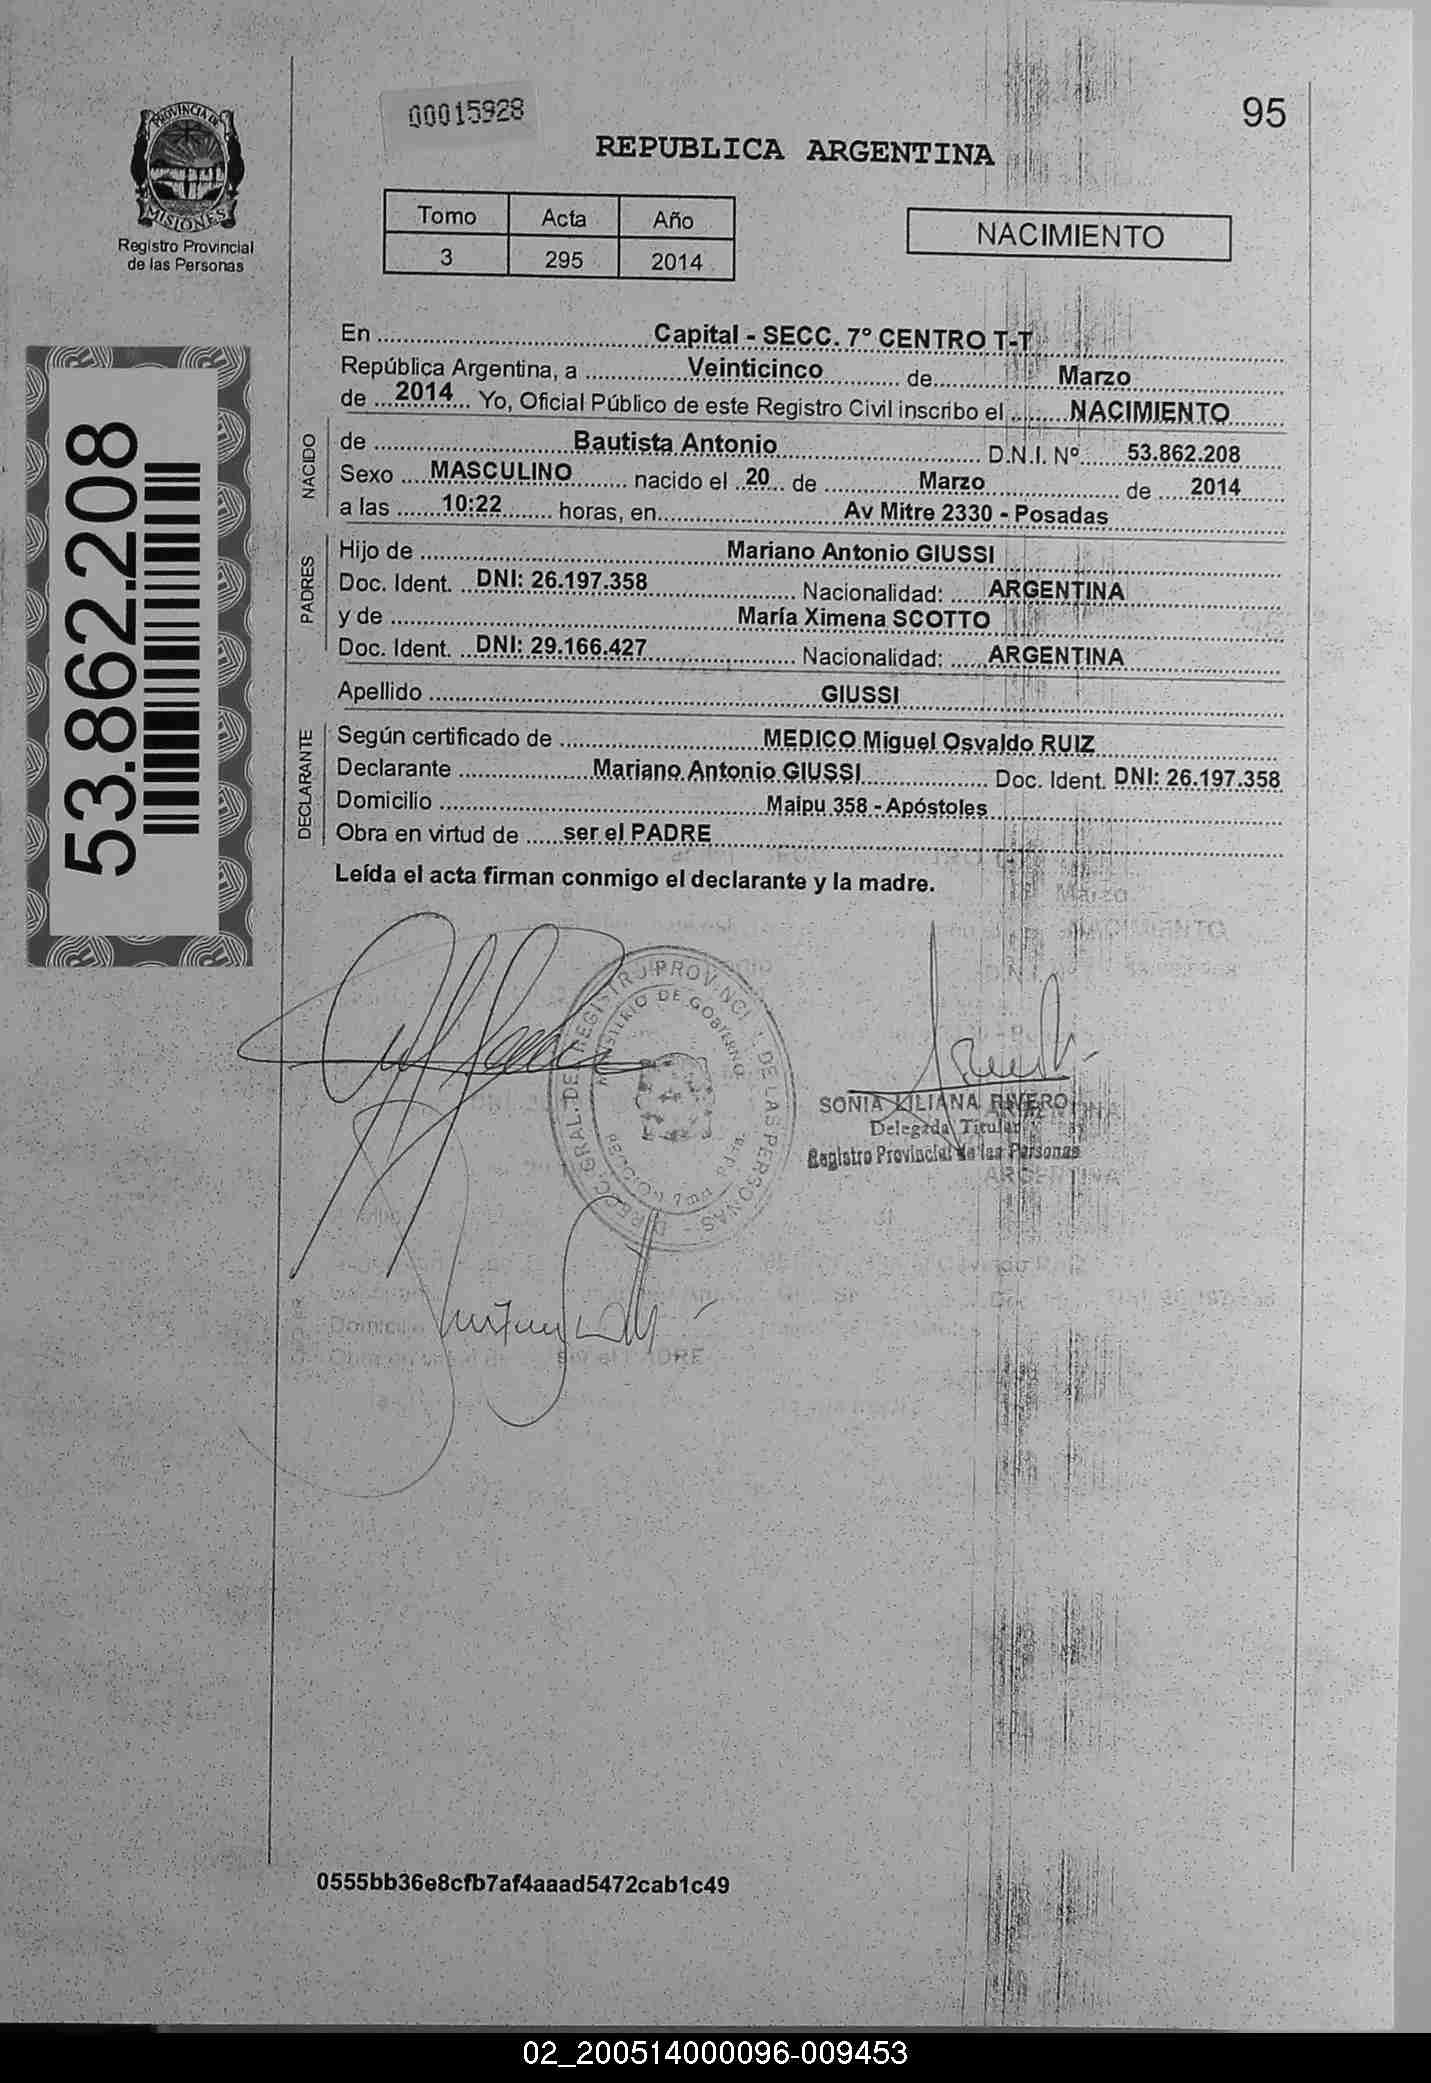 00015928
95
PROVINCIA DE
MISIONES
Registro Provincial
de las Personas
REPUBLICA ARGENTINA
Tomo Acta Año
3 295 2014
NACIMIENTO
53.862.208
En Capital - SECC. 7º CENTRO T-T
República Argentina, a Veinticinco de Marzo
de 2014 Yo, Oficial Público de este Registro Civil inscribo el NACIMIENTO
NACIDO
de Bautista Antonio D.N.I. Nº 53.862.208
Sexo MASCULINO nacido el 20 de Marzo de 2014
a las 10:22 horas, en Av Mitre 2330 - Posadas
PADRES
Hijo de Mariano Antonio GIUSSI
Doc. Ident. DNI: 26.197.358 Nacionalidad: ARGENTINA
y de María Ximena SCOTTO
Doc. Ident. DNI: 29.166.427 Nacionalidad: ARGENTINA
Apellido GIUSSI
DECLARANTE
Según certificado de MEDICO Miguel Osvaldo RUIZ
Declarante Mariano Antonio GIUSSI Doc. Ident. DNI: 26.197.358
Domicilio Maipu 358 - Apóstoles
Obra en virtud de ser el PADRE
Leída el acta firman conmigo el declarante y la madre.
DE LAS PERSONAS
MINISTERIO DE GOBIERNO
SONIA LILIANA RIVERO
Delegada Titular
Registro Provincial de las Personas
0555bb36e8cfb7af4aaad5472cab1c49
02_200514000096-009453